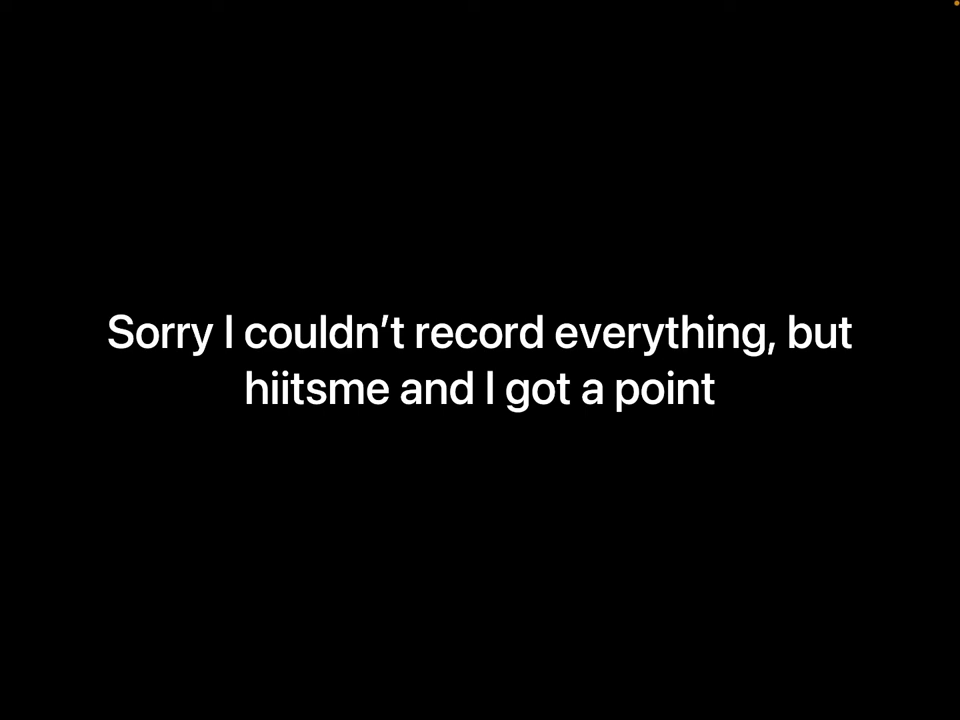 Sorry I couldn’t record everything, but
hiitsme and I got a point